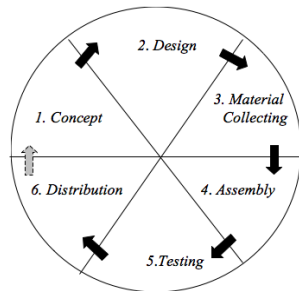 2. Design
3. Material
Collecting
1. Concept
6. Distribution
4. Assembly
5.Testing